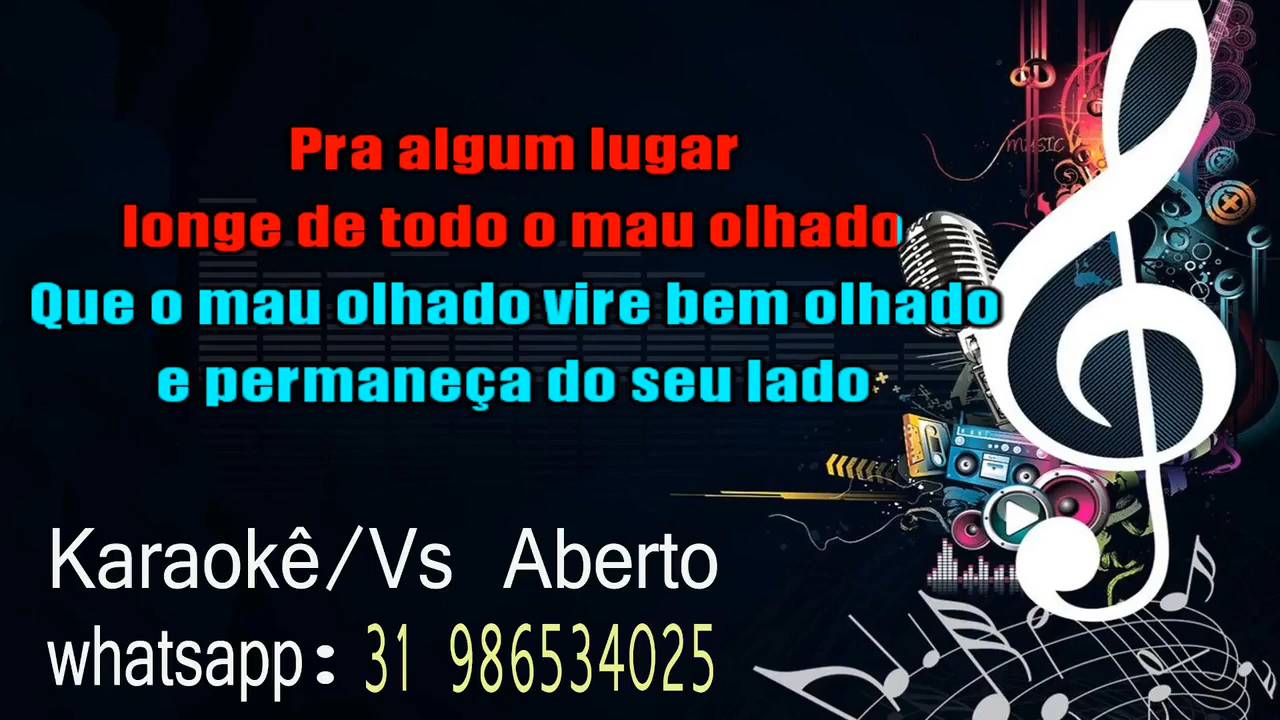 MUSIC
Pra algum lugar
longe de todo o mau olhado
Que o mau olhado vire bem olhado
e permaneça do seu lado
Karaokê/Vs Aberto
whatsapp: 31 986534025